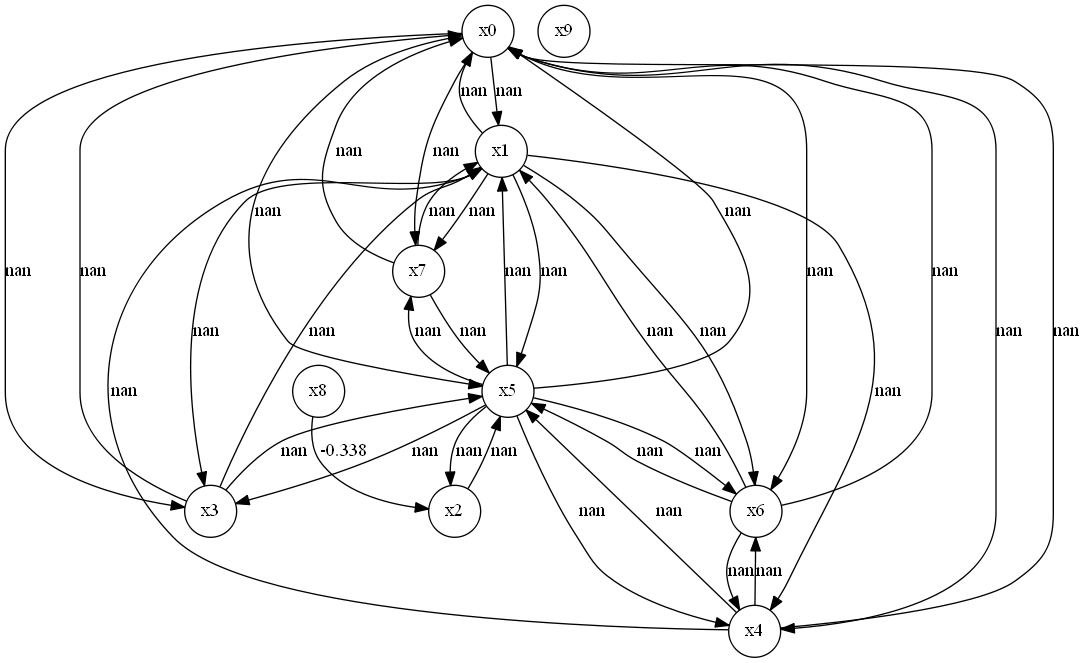 x0 x9
nan nan
x1
nan nan
nan nan nan nan
nan nan x7 nan nan nan nan
nan nan nan nan nan nan nan nan
nan x8 x5 nan
nan -0.338 nan nan nan nan nan
x3 x2 nan nan x6
nan nan
x4